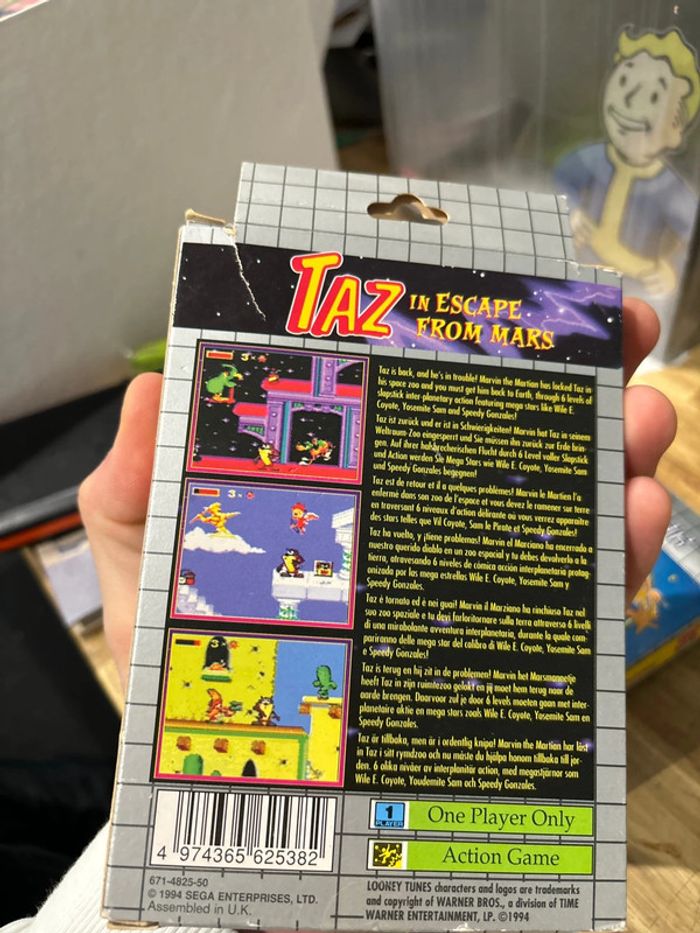 TAZ IN ESCAPE
FROM MARS
Taz is back, and he's in trouble! Marvin the Martian has locked Taz in
his space zoo and you must get him back to Earth, through 6 levels of
slapstick inter-planetary action featuring mega stars like Wile E.
Coyote, Yosemite Sam and Speedy Gonzales!
Taz ist zurück und er ist in Schwierigkeiten! Marvin hat Taz in seinem
Weltraum-Zoo eingesperrt und Sie müssen ihn zurück zur Erde brin-
gen. Auf ihrer halsbrecherischen Flucht durch 6 Level voller Slapstick
und Action werden Sie Mega Stars wie Wile E. Coyote, Yosemite Sam
und Speedy Gonzales begegnen!
Taz est de retour et il a quelques problèmes! Marvin le Martien l'a
enfermé dans son zoo de l'espace et vous devez le ramener sur terre
en traversant 6 niveaux d'action délirante où vous verrez apparaître
des stars telles que Vil Coyote, Sam le Pirate et Speedy Gonzales!
Taz ha vuelto, y ¡tiene problemas! Marvin el Marciano ha encerrado a
nuestro querido diablo en un zoo espacial y tu debes devolverlo a la
tierra, atravesando 6 niveles de cómica acción interplanetaria protag-
onizada por las mega estrellas Wile E. Coyote, Yosemite Sam y
Speedy Gonzales.
Taz è tornato ed è nei guai! Marvin il Marziano ha rinchiuso Taz nel
suo zoo spaziale e tu devi farloritornare sulla terra attraverso 6 livelli
di una mirabolante avventura interplanetaria, durante la quale com-
pariranno delle mega star del calibro di Wile E. Coyote, Yosemite Sam
e Speedy Gonzales!
Taz is terug en hij zit in de problemen! Marvin het Marsmannetje
heeft Taz in zijn ruimtezoo gelokt en jij moet hem terug naar de
aarde brengen. Daarvoor zul je door 6 levels moeten gaan met inter-
planetaire aktie en mega stars zoals Wile E. Coyote, Yosemite Sam en
Speedy Gonzales.
Taz är tillbaka, men är i ordentlig knipa! Marvin the Martian har låst
in Taz i sitt rymdzoo och nu måste du hjälpa honom tillbaka till jor-
den. 6 olika nivåer av interplanitär action, med megastjärnor som
Wile E. Coyote, Youdemite Sam och Speedy Gonzales.
1
PLAYER
One Player Only
Action Game
4 974365 625382
671-4825-50
© 1994 SEGA ENTERPRISES, LTD.
Assembled in U.K.
LOONEY TUNES characters and logos are trademarks
and copyright of WARNER BROS., a division of TIME
WARNER ENTERTAINMENT, LP. ©1994